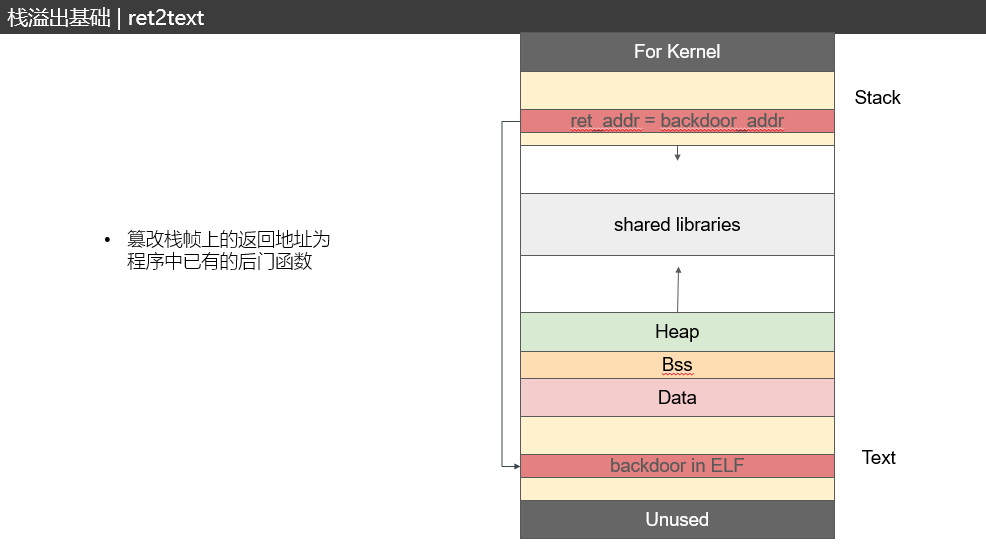 栈溢出基础 | ret2text
For Kernel
Stack
ret_addr = backdoor_addr
shared libraries
• 篡改栈帧上的返回地址为
程序中已有的后门函数
Heap
Bss
Data
Text
backdoor in ELF
Unused